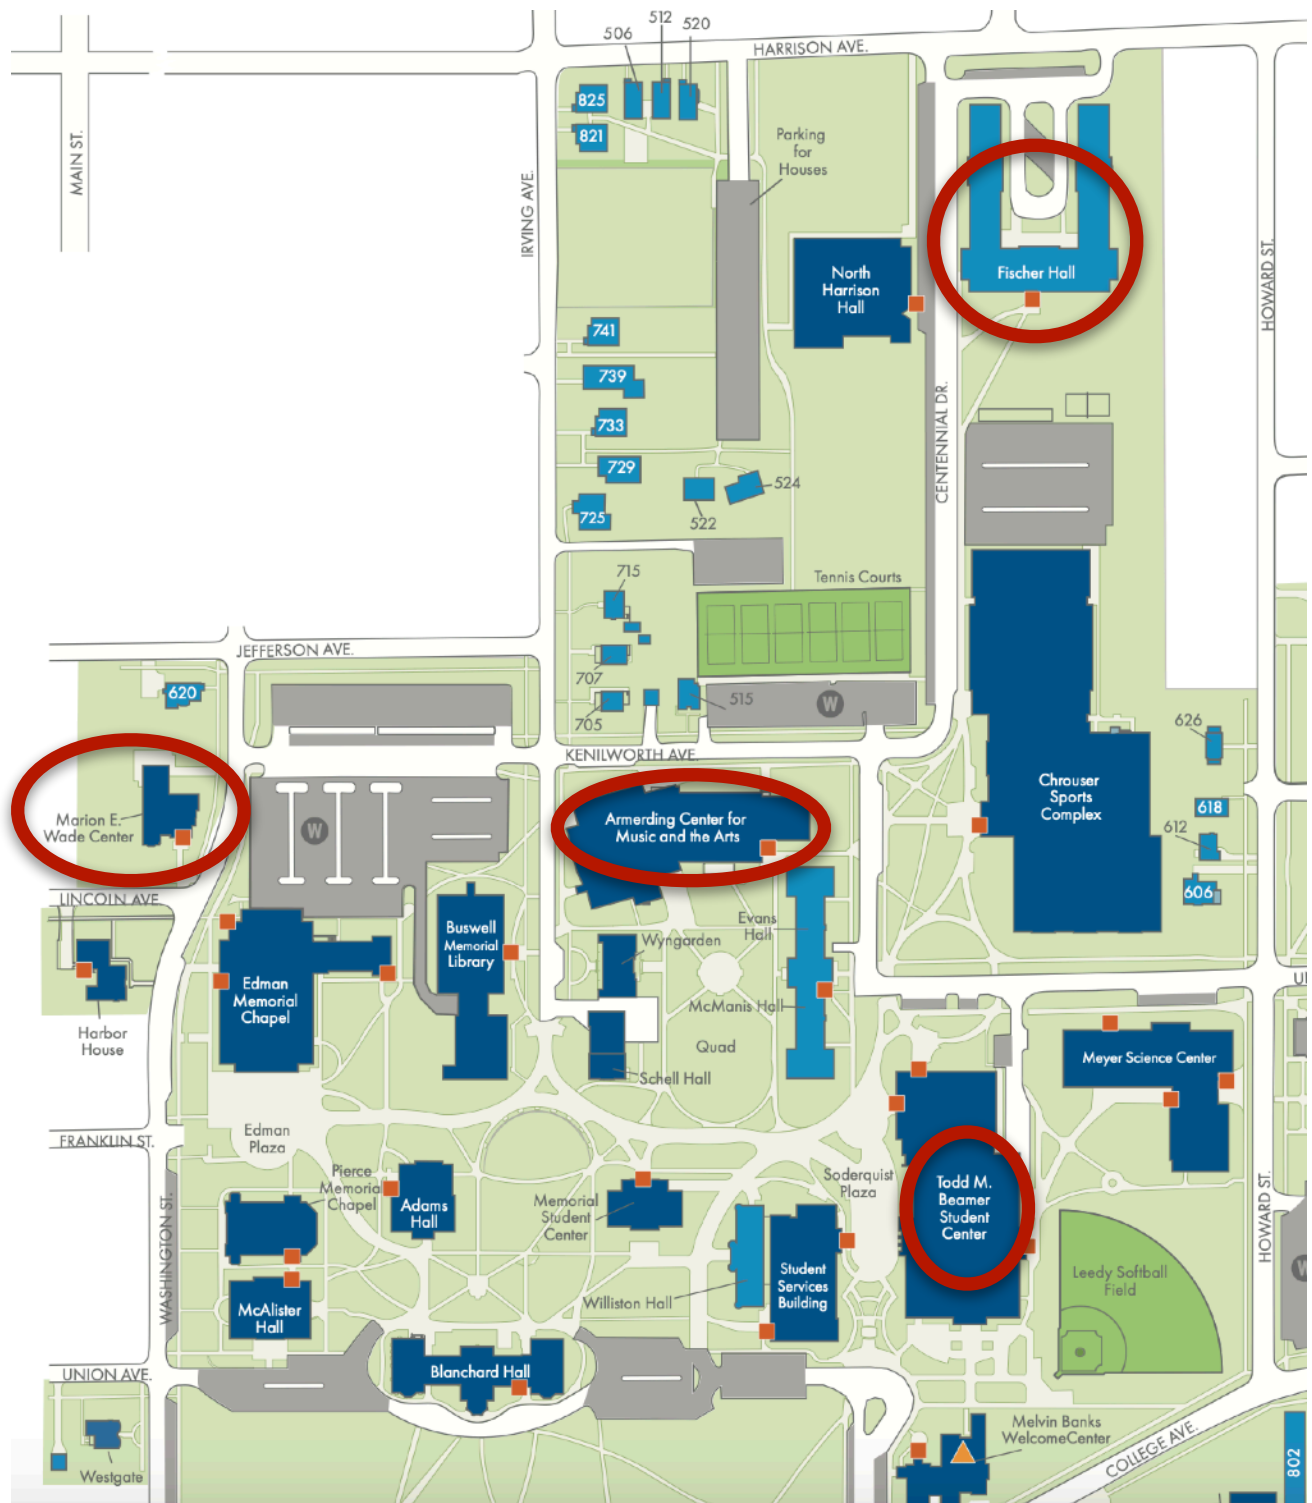 512
506
520
HARRISON AVE.
825
821
MAIN ST.
Parking
for
Houses
IRVING AVE.
North
Harrison
Hall
Fischer Hall
HOWARD ST.
741
739
733
729
725
522
524
CENTENNIAL DR.
715
Tennis Courts
JEFFERSON AVE.
707
705
515
W
620
KENILWORTH AVE.
626
Marion E.
Wade Center
W
Armerding Center for
Music and the Arts
Chrouser
Sports
Complex
618
612
606
LINCOLN AVE
Buswell
Memorial
Library
Evans
Hall
Wyngarden
Edman
Memorial
Chapel
McManis Hall
Harbor
House
Quad
Schell Hall
Meyer Science Center
FRANKLIN ST.
Edman
Plaza
Pierce
Memorial
Chapel
Adams
Hall
Memorial
Student
Center
Soderquist
Plaza
Todd M.
Beamer
Student
Center
WASHINGTON ST.
HOWARD ST.
McAlister
Hall
Williston Hall
Student
Services
Building
Leedy Softball
Field
W
UNION AVE.
Blanchard Hall
Westgate
Melvin Banks
WelcomeCenter
COLLEGE AVE.
802